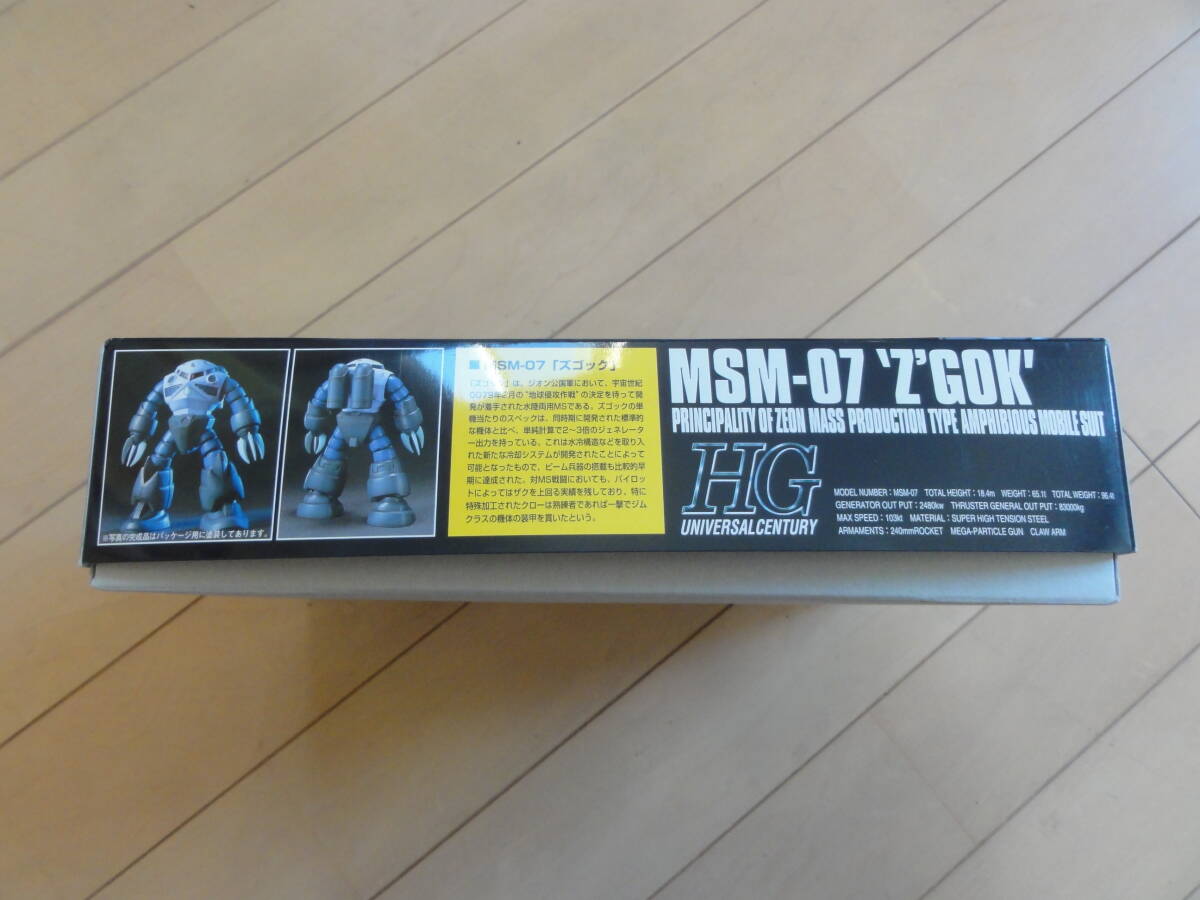 ※写真の完成品はパッケージ用に塗装してあります。
■ MSM-07「ズゴック」
「ズゴック」は、ジオン公国軍において、宇宙世紀
0079年2月の"地球侵攻作戦"の決定を待って開
発が着手された水陸両用MSである。ズゴックの単
機当たりのスペックは、同時期に開発された標準的
な機体と比べ、単純計算で2〜3倍のジェネレーター
出力を持っている。これは水冷構造などを取り入
れた新たな冷却システムが開発されたことによって
可能となったもので、ビーム兵器の搭載も比較的早
期に達成された。対MS戦闘においても、パイロッ
トによってはザクを上回る実績を残しており、特に
特殊加工されたクローは熟練者であれば一撃でジム
クラスの機体の装甲を貫いたという。
MSM-07 'Z'GOK'
PRINCIPALITY OF ZEON MASS PRODUCTION TYPE AMPHIBIOUS MOBILE SUIT
HG
UNIVERSAL CENTURY
MODEL NUMBER：MSM-07 TOTAL HEIGHT：18.4m WEIGHT：65.1t TOTAL WEIGHT：96.4t
GENERATOR OUT PUT：2480kw THRUSTER GENERAL OUT PUT：83000kg
MAX SPEED：103kt MATERIAL：SUPER HIGH TENSION STEEL
ARMAMENTS：240mmROCKET MEGA-PARTICLE GUN CLAW ARM